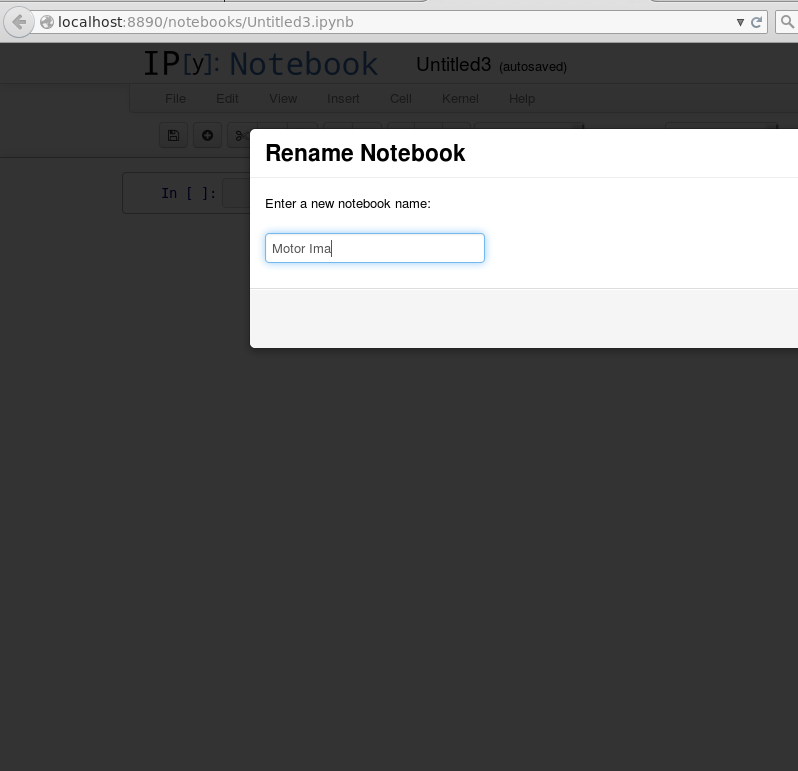 localhost:8890/notebooks/Untitled3.ipynb
IP[y]: Notebook Untitled3 (autosaved)
File Edit View Insert Cell Kernel Help
Rename Notebook
In [ ]:
Enter a new notebook name:
Motor Ima